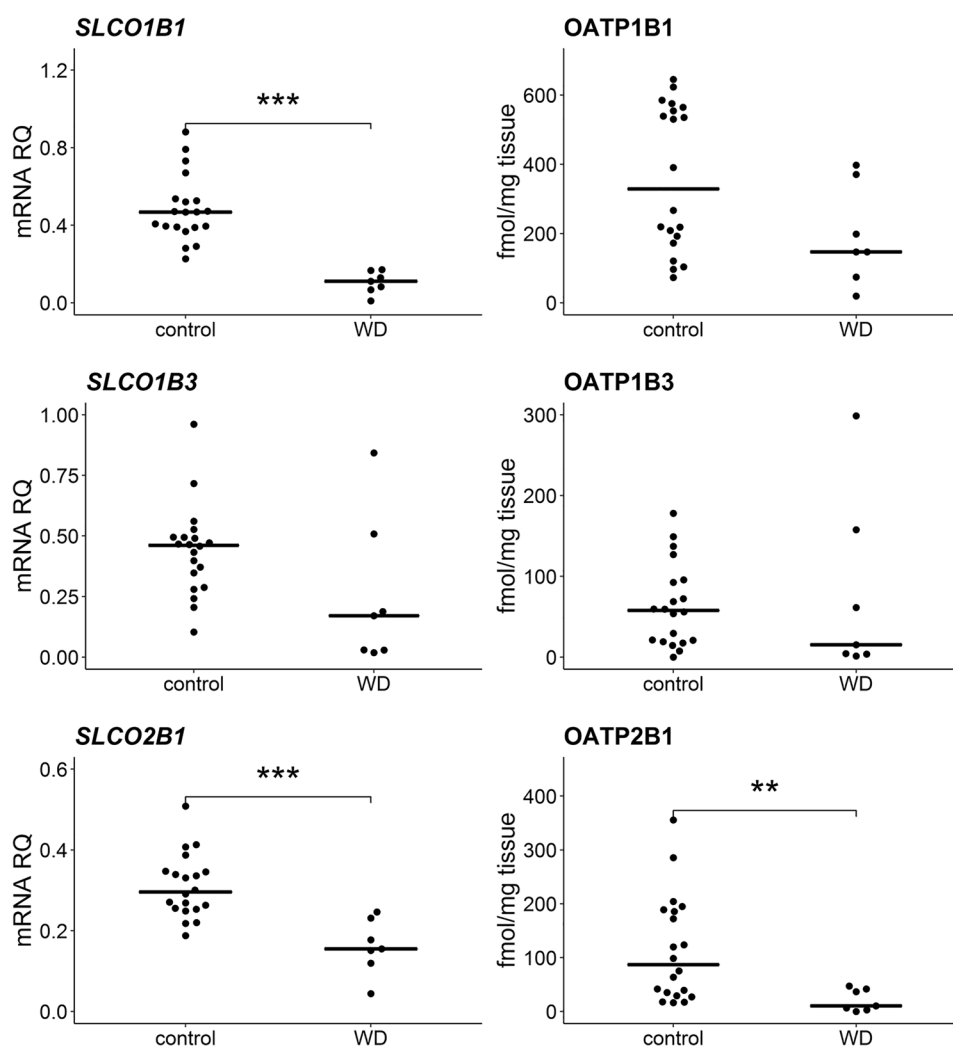 SLCO1B1
mRNA RQ
1.2
0.8
0.4
0.0
***
control
WD
OATP1B1
fmol/mg tissue
600
400
200
0
control
WD
SLCO1B3
mRNA RQ
1.00
0.75
0.50
0.25
0.00
control
WD
OATP1B3
fmol/mg tissue
300
200
100
0
control
WD
SLCO2B1
mRNA RQ
0.6
0.4
0.2
0.0
***
control
WD
OATP2B1
fmol/mg tissue
400
300
200
100
0
**
control
WD